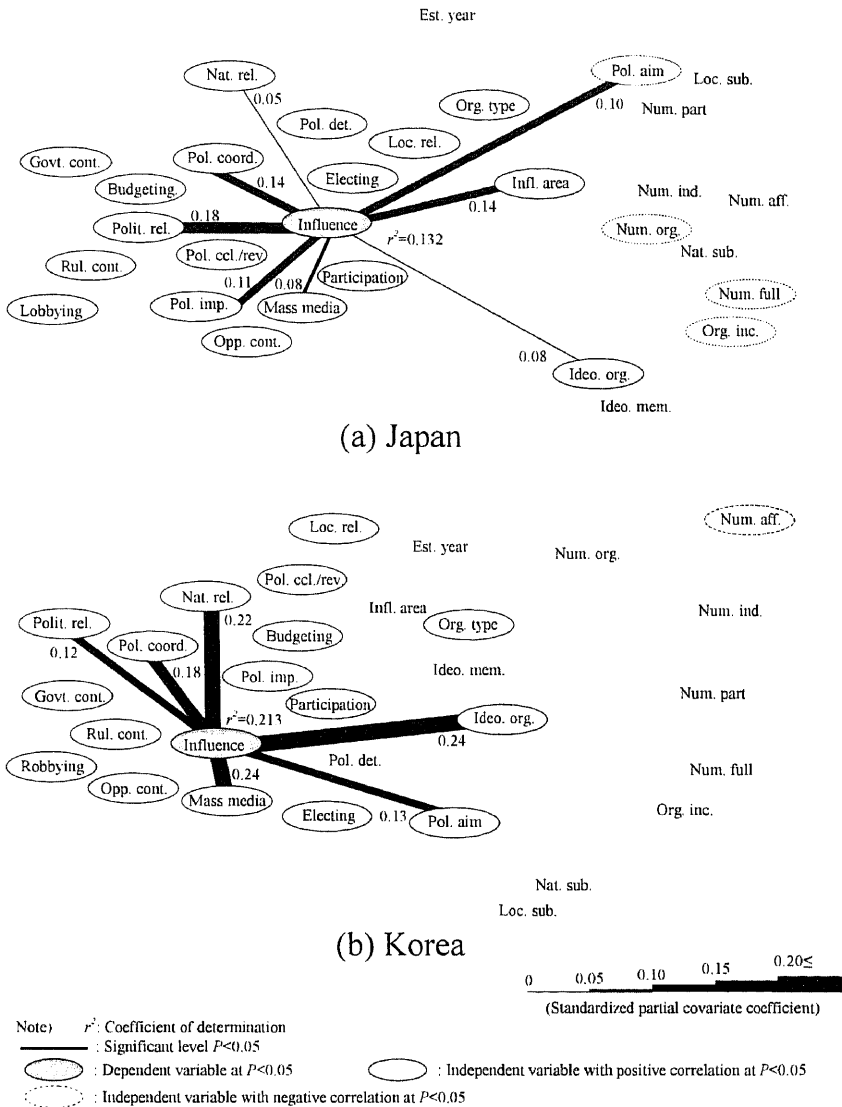 Est. year
Nat. rel.
0.05
Pol. aim
Loc. sub.
0.10
Num. part
Org. type
Pol. det.
Loc. rel.
Govt. cont.
Pol. coord.
0.14
Electing
Infl. area
0.14
Budgeting.
Num. ind.
Num. aff.
Polit. rel.
0.18
Influence
r²=0.132
Num. org.
Nat. sub.
Rul. cont.
Pol. ccl./rev
Participation
0.11
0.08
Lobbying
Pol. imp.
Mass media
Num. full
Org. inc.
Opp. cont.
0.08
Ideo. org.
Ideo. mem.
(a) Japan
Loc. rel.
Num. aff.
Est. year
Num. org.
Pol. ccl./rev.
Nat. rel.
0.22
Infl. area
Num. ind.
Polit. rel.
0.12
Pol. coord.
0.18
Budgeting
Org. type
Pol. imp.
Ideo. mem.
Govt. cont.
Participation
Num. part
r²=0.213
Ideo. org.
0.24
Rul. cont.
Influence
Pol. det.
Robbying
0.24
Num. full
Opp. cont.
Mass media
Electing
0.13
Pol. aim
Org. inc.
Nat. sub.
Loc. sub.
(b) Korea
0 0.05 0.10 0.15 0.20≤
(Standardized partial covariate coefficient)
Note) r²: Coefficient of determination
: Significant level P<0.05
: Dependent variable at P<0.05
: Independent variable with positive correlation at P<0.05
: Independent variable with negative correlation at P<0.05